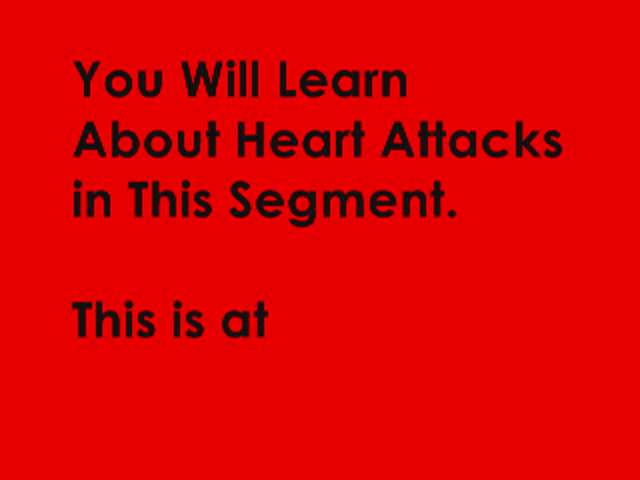 You Will Learn
About Heart Attacks
in This Segment.
This is at